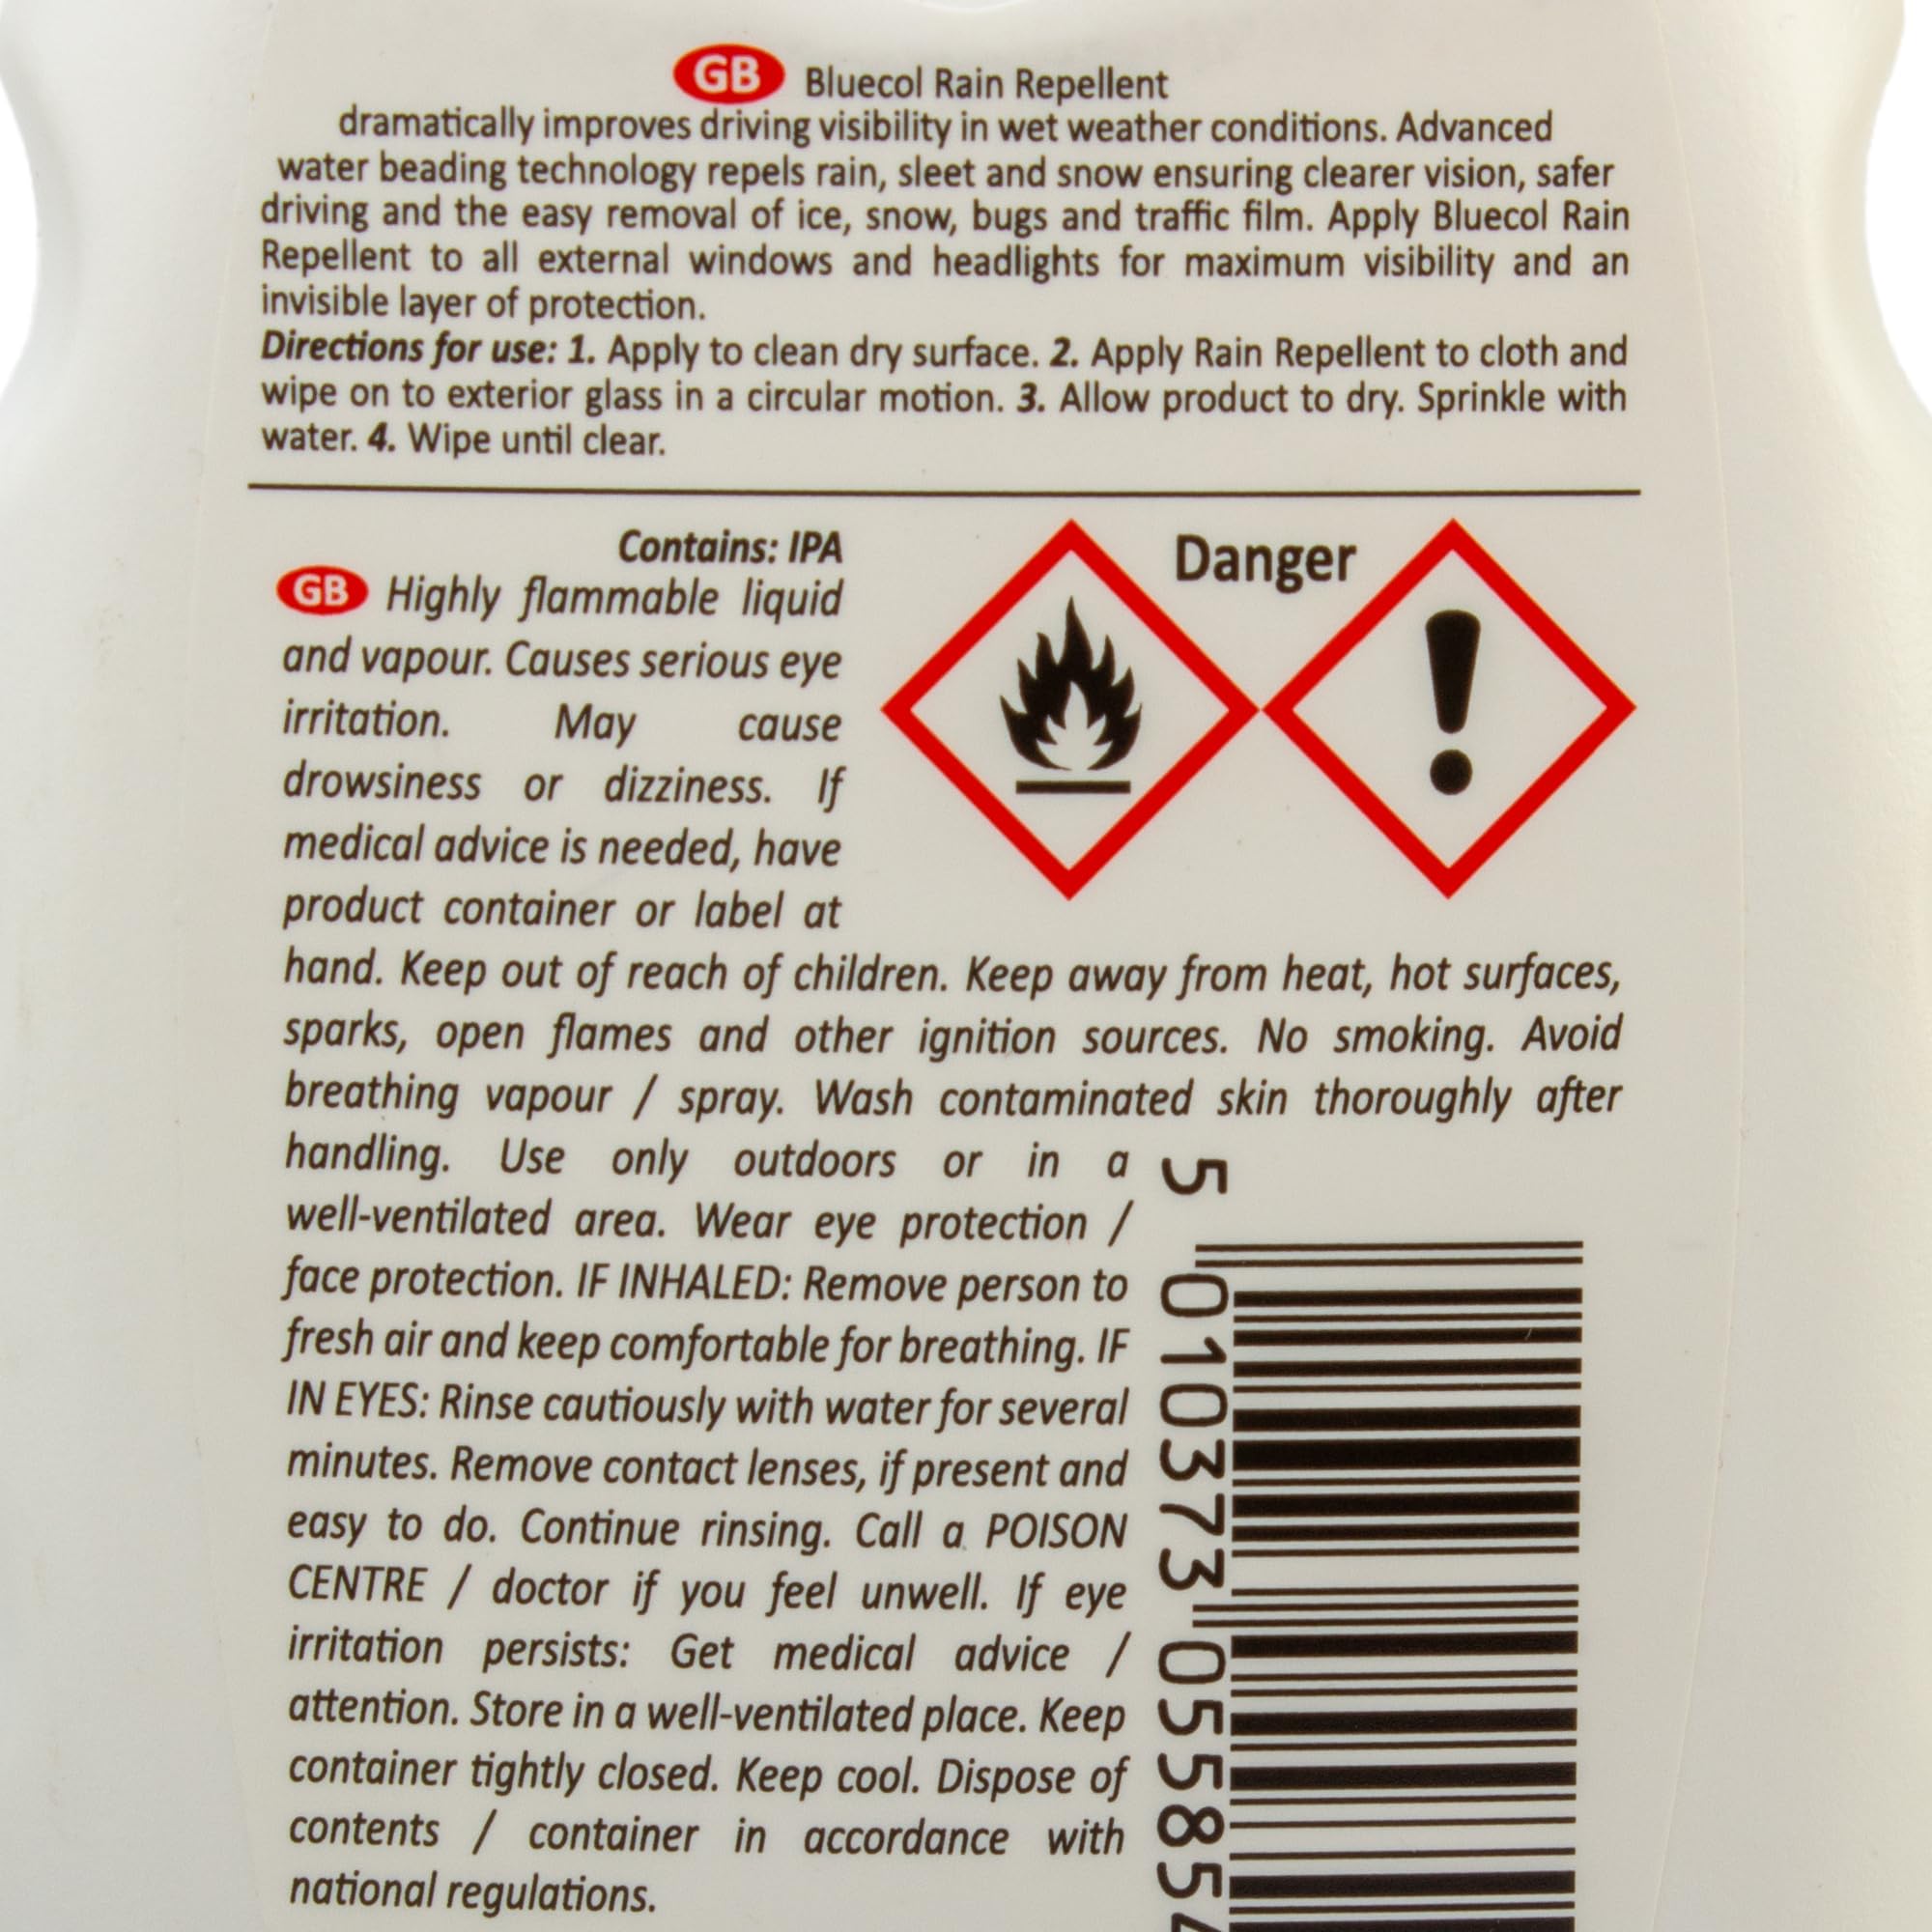 GB Bluecol Rain Repellent
dramatically improves driving visibility in wet weather conditions. Advanced
water beading technology repels rain, sleet and snow ensuring clearer vision, safer
driving and the easy removal of ice, snow, bugs and traffic film. Apply Bluecol Rain
Repellent to all external windows and headlights for maximum visibility and an
invisible layer of protection.
Directions for use: 1. Apply to clean dry surface. 2. Apply Rain Repellent to cloth and
wipe on to exterior glass in a circular motion. 3. Allow product to dry. Sprinkle with
water. 4. Wipe until clear.
Contains: IPA
GB Highly flammable liquid
and vapour. Causes serious eye
irritation. May cause
drowsiness or dizziness. If
medical advice is needed, have
product container or label at
hand. Keep out of reach of children. Keep away from heat, hot surfaces,
sparks, open flames and other ignition sources. No smoking. Avoid
breathing vapour / spray. Wash contaminated skin thoroughly after
handling. Use only outdoors or in a
well-ventilated area. Wear eye protection /
face protection. IF INHALED: Remove person to
fresh air and keep comfortable for breathing. IF
IN EYES: Rinse cautiously with water for several
minutes. Remove contact lenses, if present and
easy to do. Continue rinsing. Call a POISON
CENTRE / doctor if you feel unwell. If eye
irritation persists: Get medical advice /
attention. Store in a well-ventilated place. Keep
container tightly closed. Keep cool. Dispose of
contents / container in accordance with
national regulations.
Danger
5 010373 05585